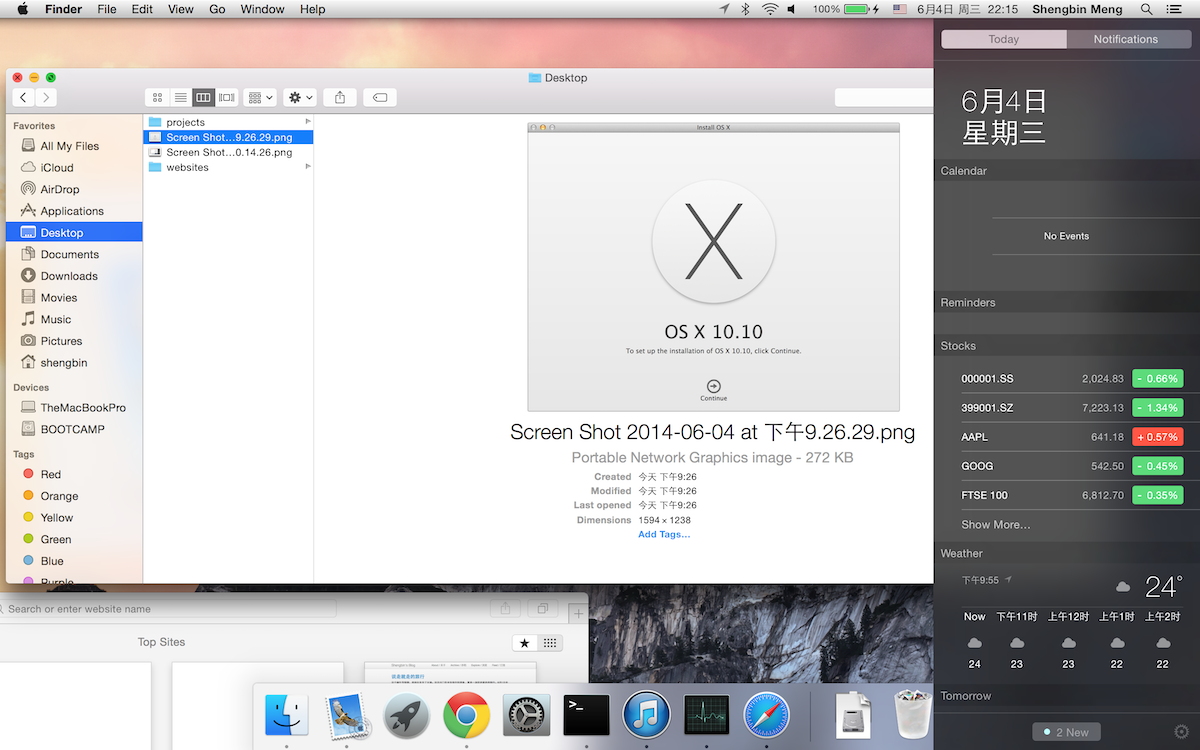 Finder File Edit View Go Window Help 100% 6月4日 周三 22:15 Shengbin Meng
Desktop
Favorites
All My Files
iCloud
AirDrop
Applications
Desktop
Documents
Downloads
Movies
Music
Pictures
shengbin
Devices
TheMacBookPro
BOOTCAMP
Tags
Red
Orange
Yellow
Green
Blue
Purple
projects
Screen Shot...9.26.29.png
Screen Shot...0.14.26.png
websites
Install OS X
OS X 10.10
To set up the installation of OS X 10.10, click Continue.
Continue
Screen Shot 2014-06-04 at 下午9.26.29.png
Portable Network Graphics image - 272 KB
Created 今天 下午9:26
Modified 今天 下午9:26
Last opened 今天 下午9:26
Dimensions 1594 × 1238
Add Tags...
Search or enter website name
Top Sites
Today Notifications
6月4日
星期三
Calendar
No Events
Reminders
Stocks
000001.SS 2,024.83 - 0.66%
399001.SZ 7,223.13 - 1.34%
AAPL 641.18 + 0.57%
GOOG 542.50 - 0.45%
FTSE 100 6,812.70 - 0.35%
Show More...
Weather
下午9:55 24°
Now 下午11时 上午12时 上午1时 上午2时
24 23 23 22 22
Tomorrow
2 New